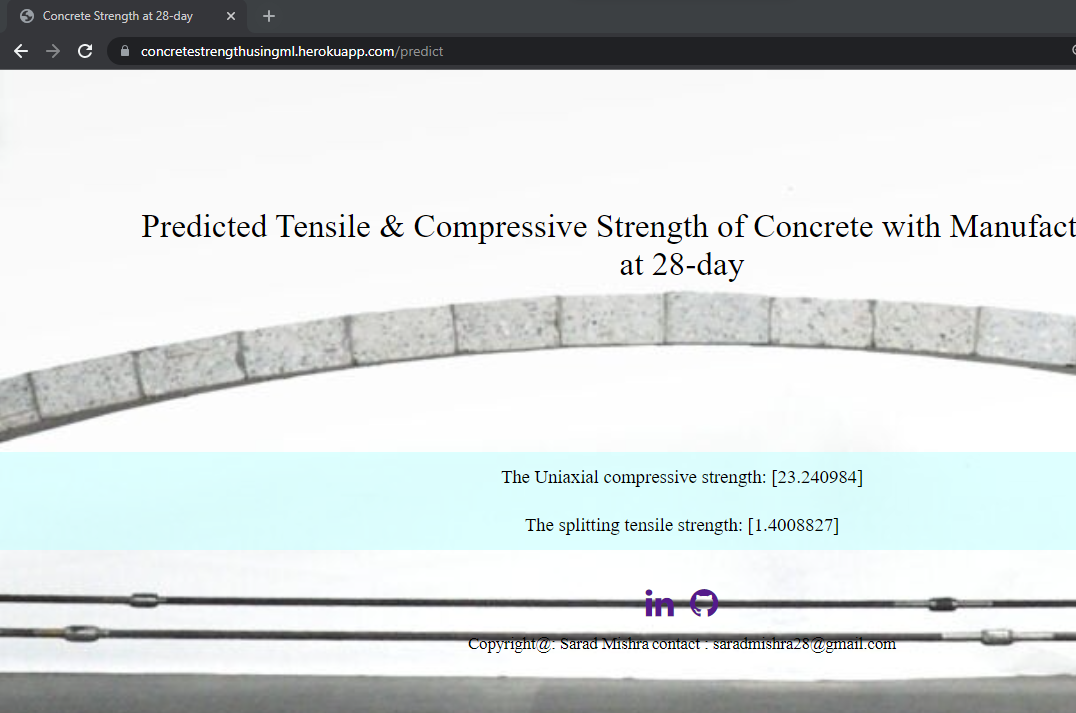 Concrete Strength at 28-day
concretestrengthusingml.herokuapp.com/predict
Predicted Tensile & Compressive Strength of Concrete with Manufact
at 28-day
The Uniaxial compressive strength: [23.240984]
The splitting tensile strength: [1.4008827]
in
Copyright@: Sarad Mishra contact : saradmishra28@gmail.com